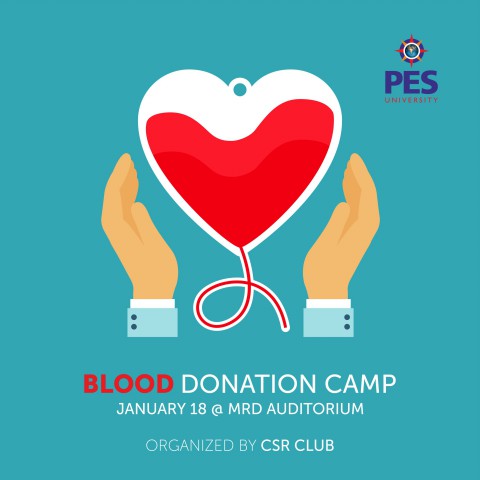 PES
UNIVERSITY
BLOOD DONATION CAMP
JANUARY 18 @ MRD AUDITORIUM
ORGANIZED BY CSR CLUB